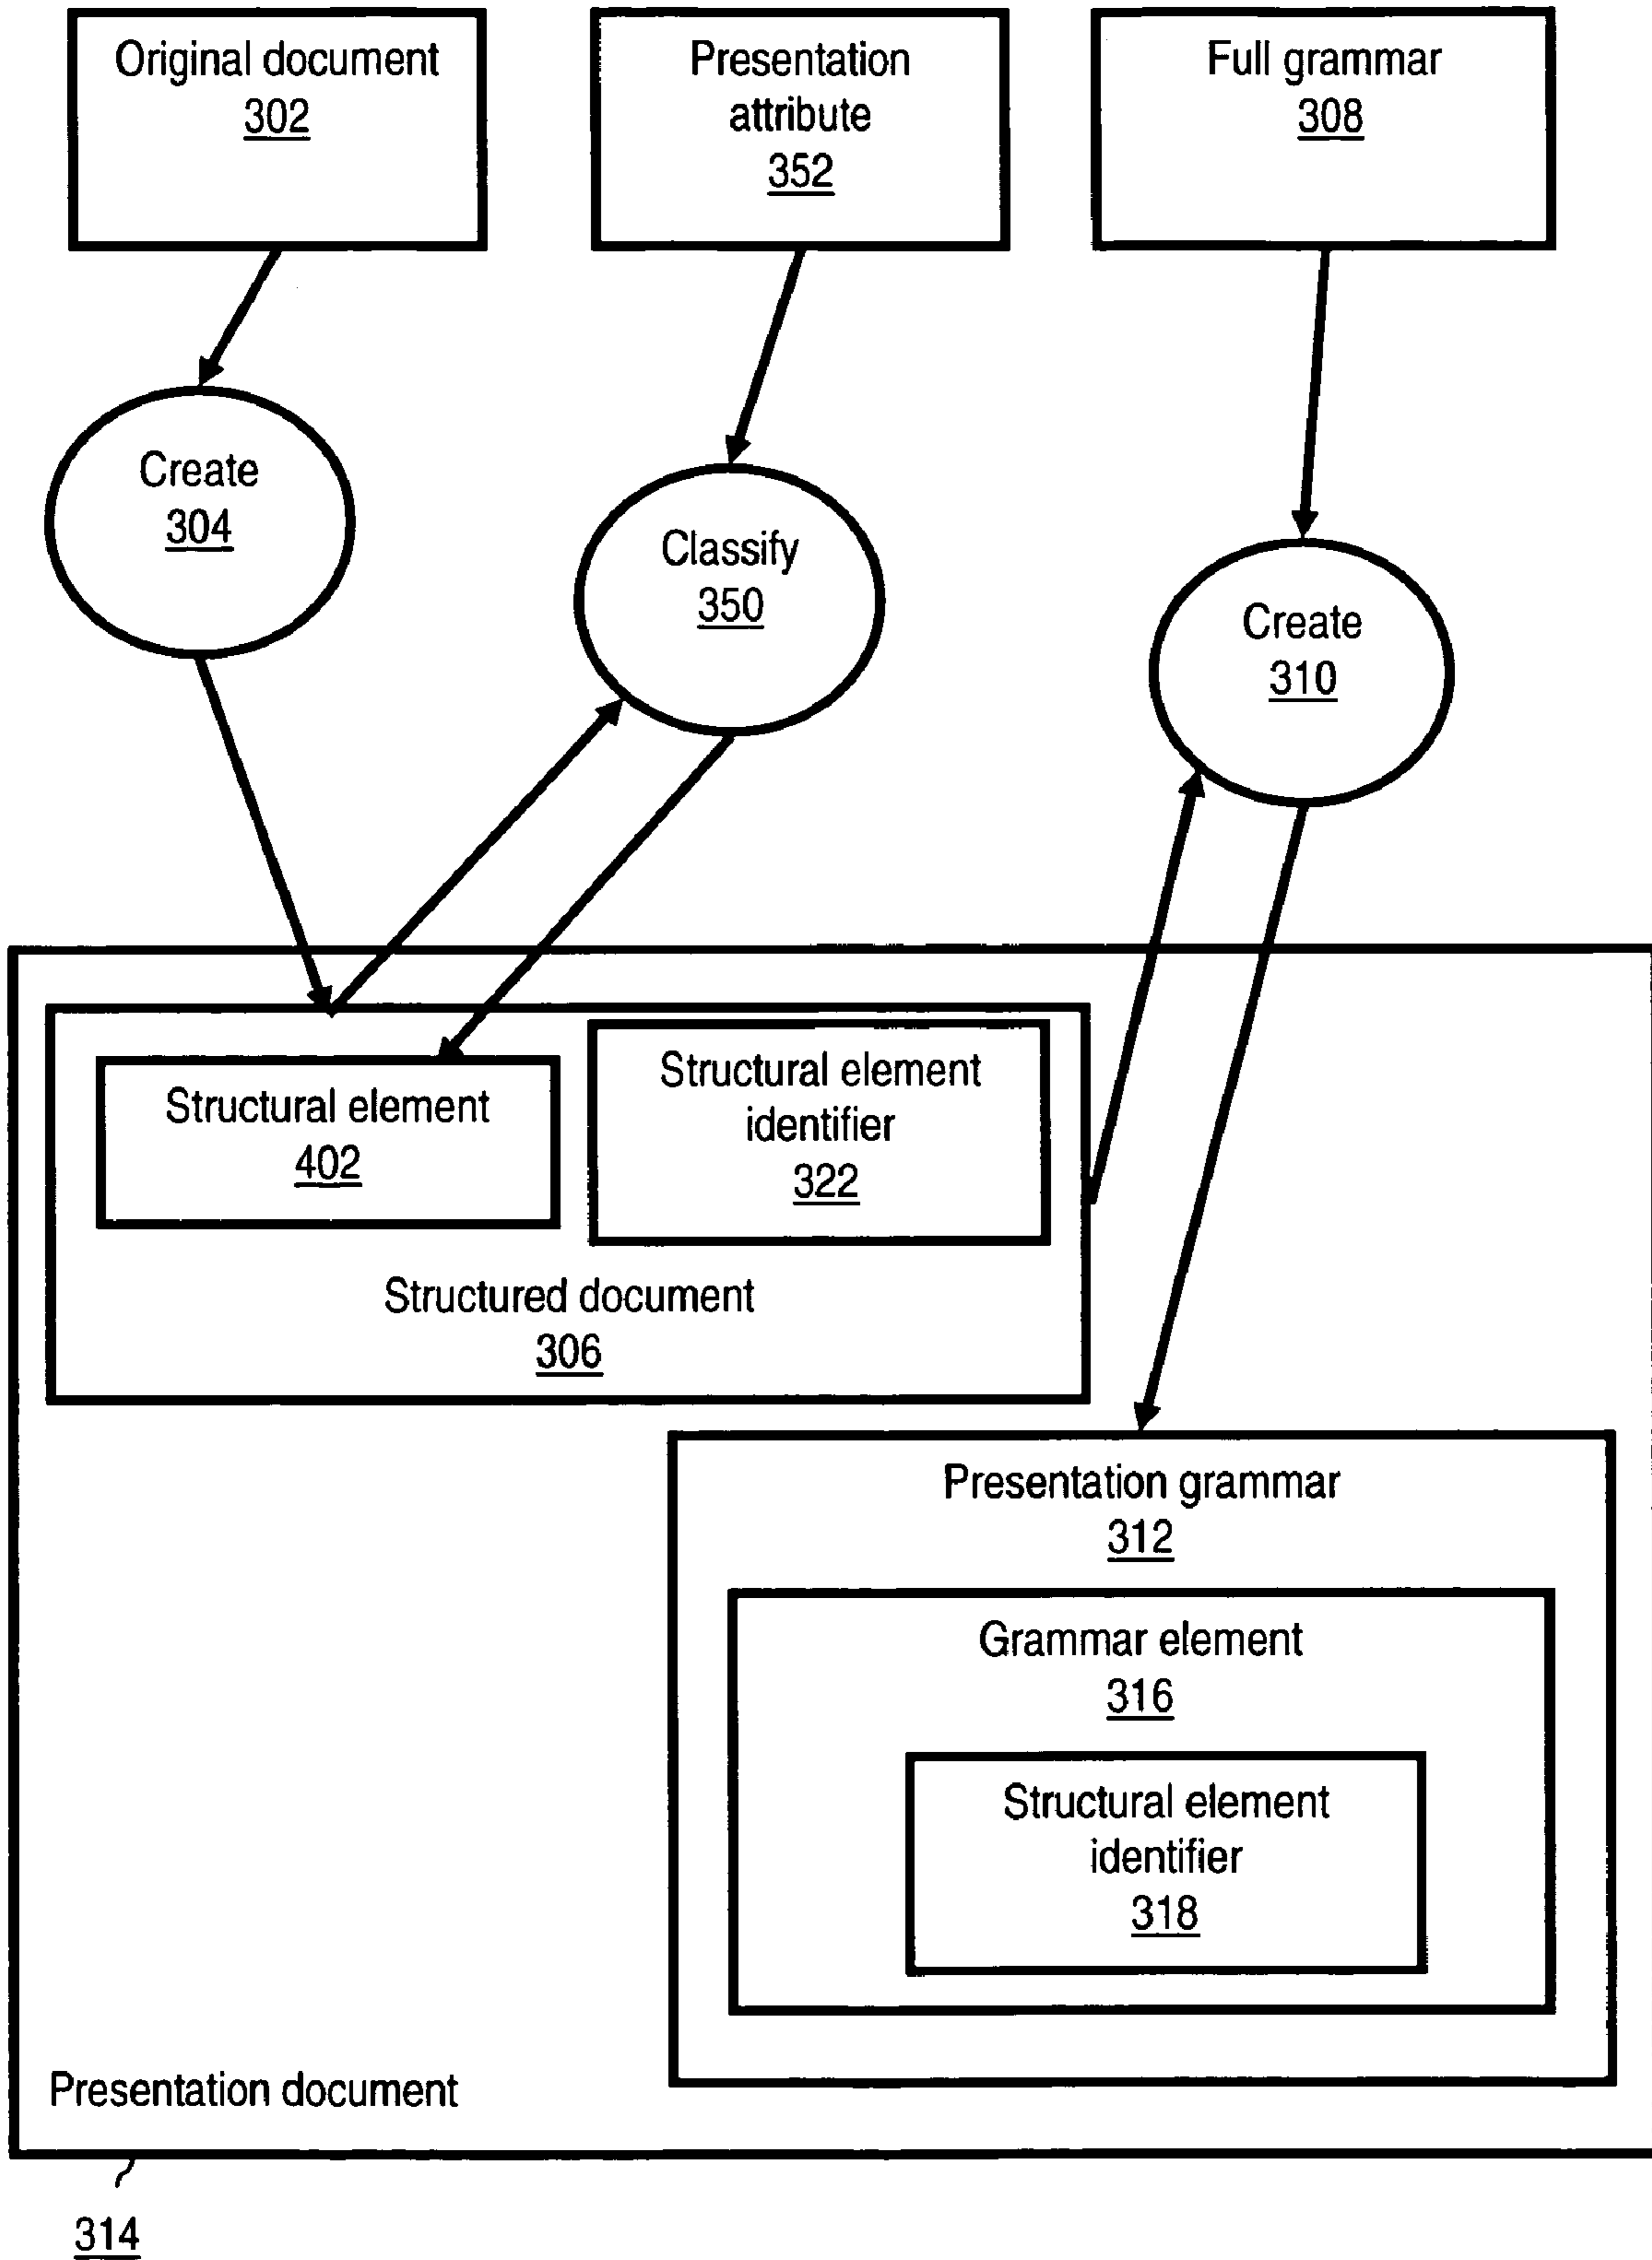 Original document
302
Presentation
attribute
352
Full grammar
308
Create
304
Classify
350
Create
310
Structural element
402
Structural element
identifier
322
Structured document
306
Presentation grammar
312
Grammar element
316
Structural element
identifier
318
Presentation document
314